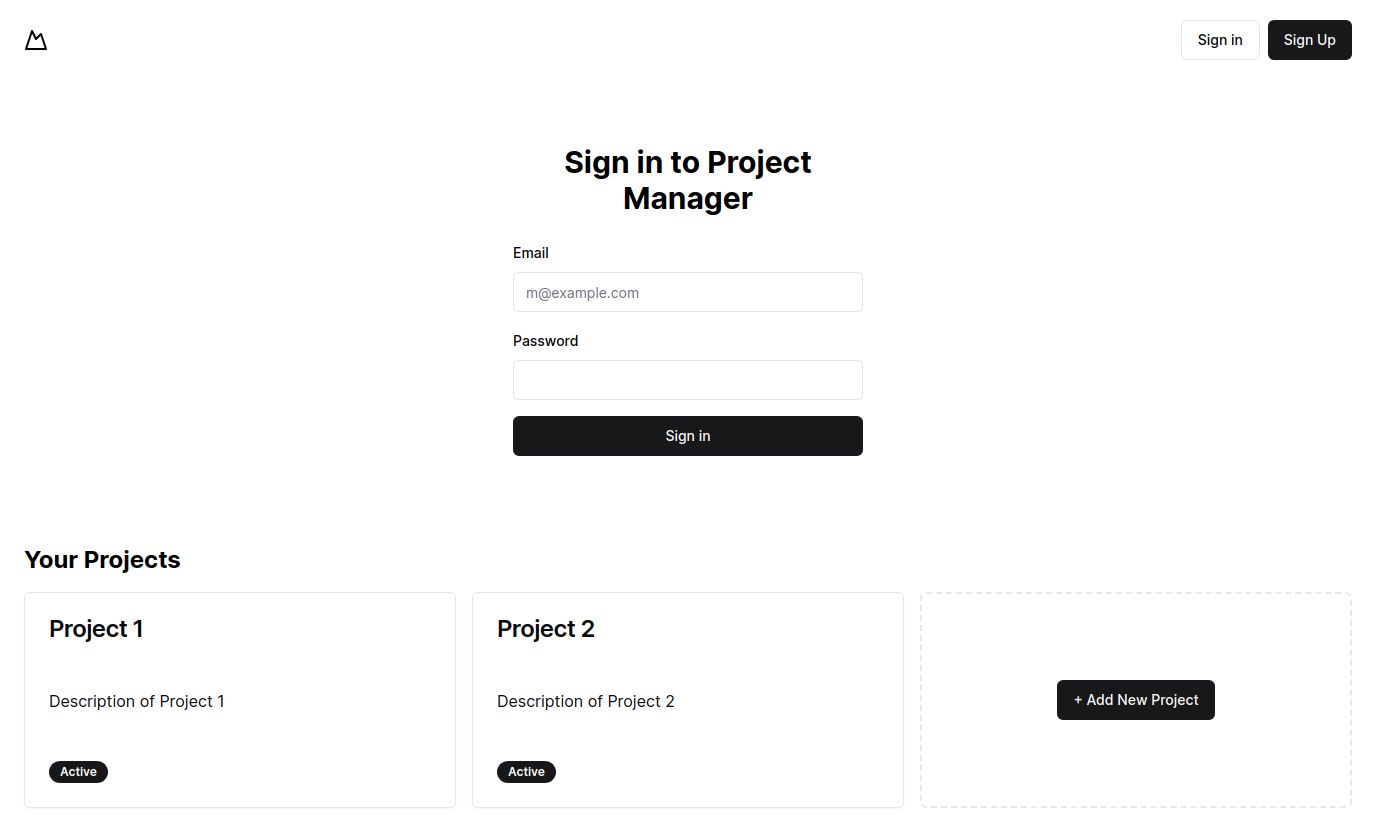 Sign in
Sign Up
Sign in to Project
Manager
Email
m@example.com
Password
Sign in
Your Projects
Project 1
Description of Project 1
Active
Project 2
Description of Project 2
Active
+ Add New Project